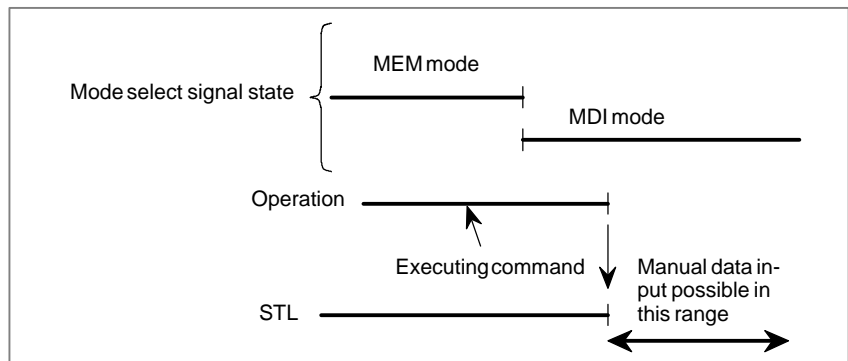 MEM mode
Mode select signal state
MDI mode
Operation
Executing command
Manual data in-
put possible in
this range
STL